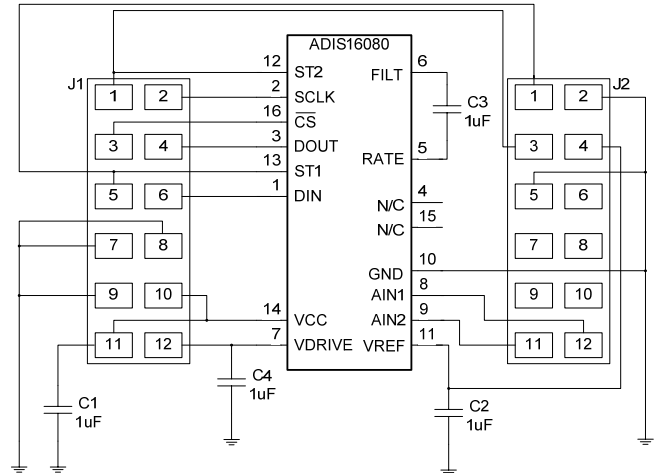 ADIS16080
J1
J2
1 2
3 4
5 6
7 8
9 10
11 12
12 ST2
2 SCLK
16 CS
3 DOUT
13 ST1
1 DIN
14 VCC
7 VDRIVE
FILT 6
RATE 5
N/C 4
N/C 15
GND 10
AIN1 8
AIN2 9
VREF 11
C3
1uF
1 2
3 4
5 6
7 8
9 10
11 12
C1
1uF
C4
1uF
C2
1uF